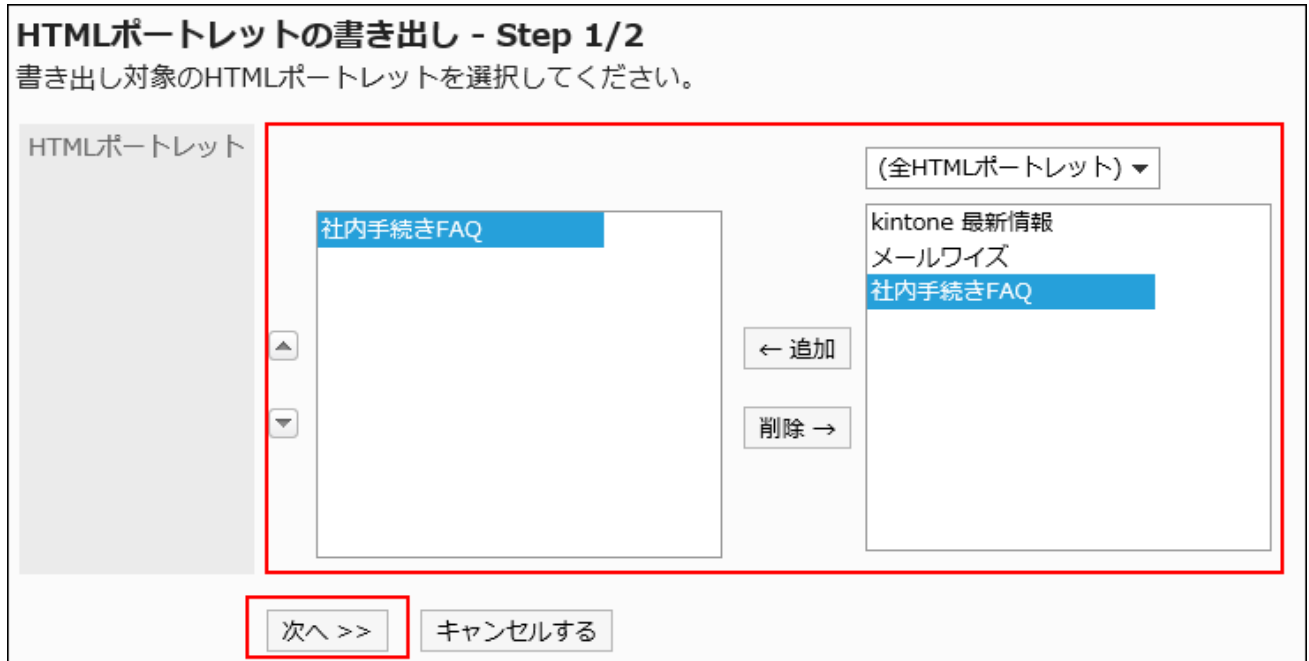 HTMLポートレットの書き出し - Step 1/2
書き出し対象のHTMLポートレットを選択してください。
HTMLポートレット
(全HTMLポートレット)
社内手続きFAQ
kintone 最新情報
メールワイズ
社内手続きFAQ
← 追加
削除 →
次へ >>
キャンセルする